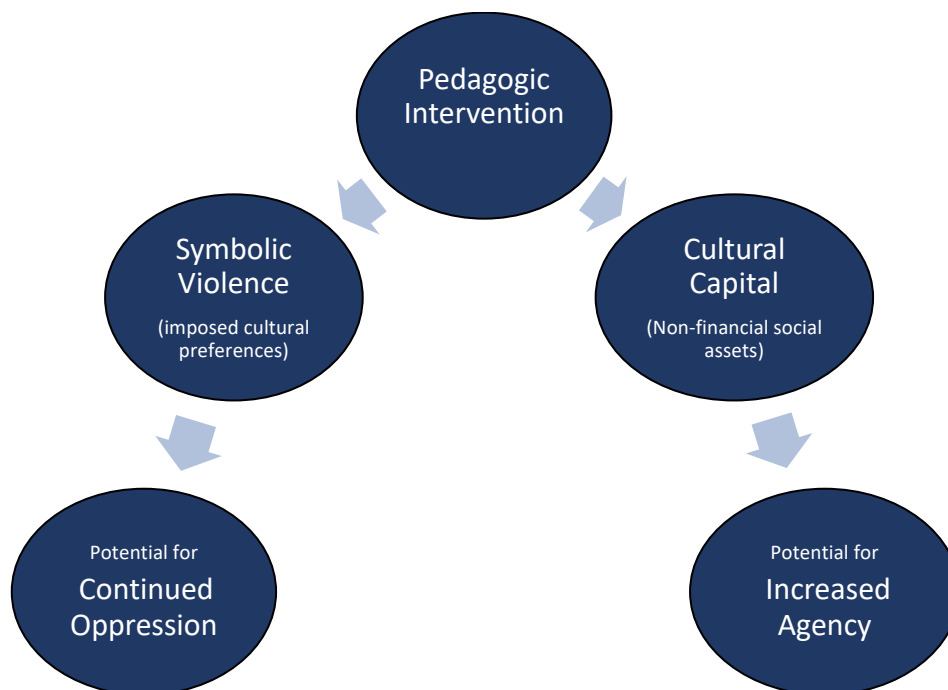 Pedagogic
Intervention
Symbolic
Violence
(imposed cultural
preferences)
Cultural
Capital
(Non-financial social
assets)
Potential for
Continued
Oppression
Potential for
Increased
Agency